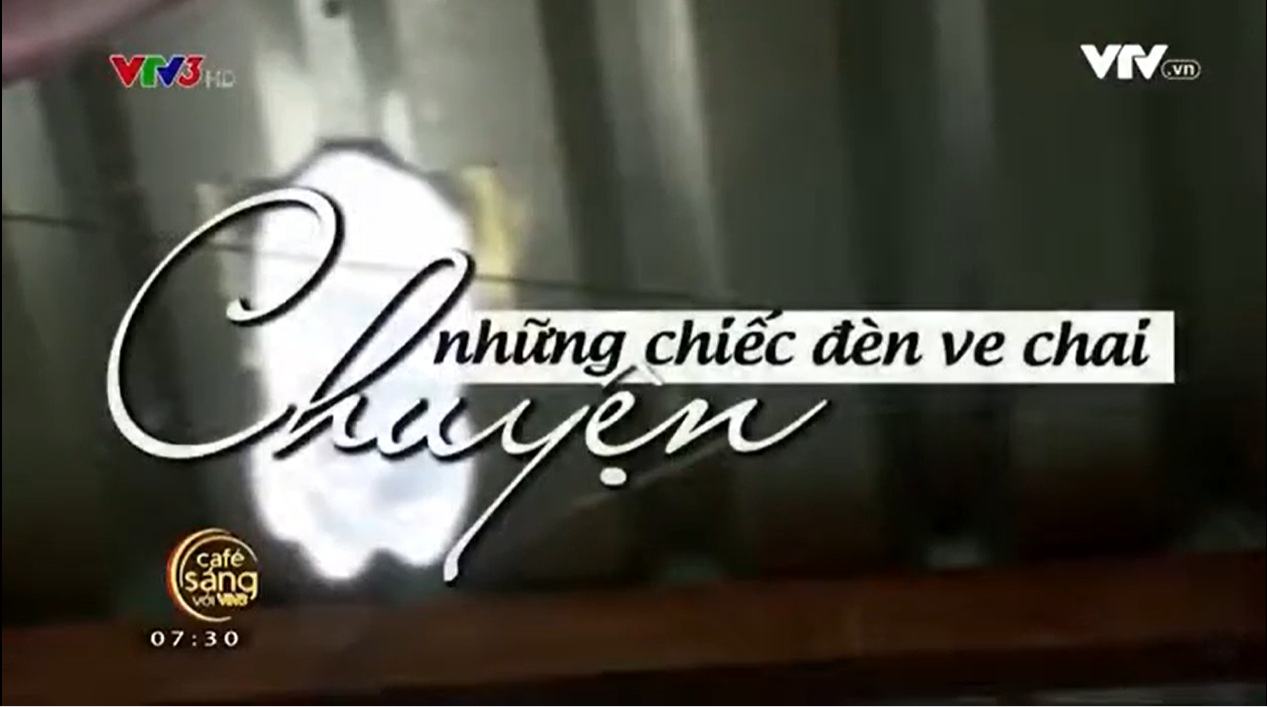 VTV3 HD
VTV.vn
Chuyện
những chiếc đèn ve chai
café
sáng
với VTV3
07:30